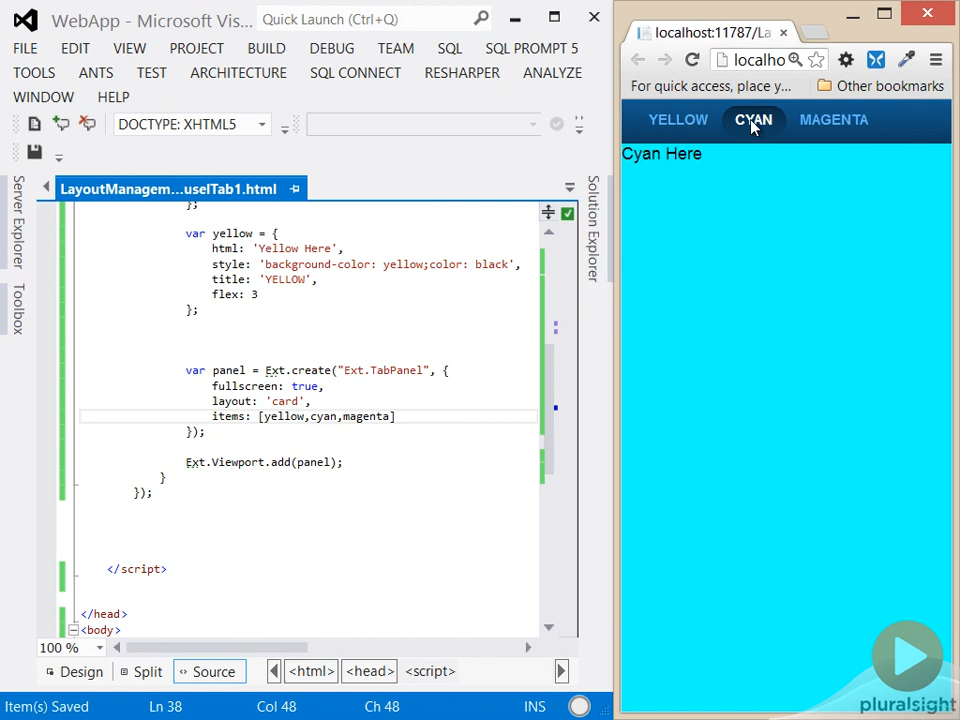 WebApp - Microsoft Vis...
Quick Launch (Ctrl+Q)
FILE EDIT VIEW PROJECT BUILD DEBUG TEAM SQL SQL PROMPT 5
TOOLS ANTS TEST ARCHITECTURE SQL CONNECT RESHARPER ANALYZE
WINDOW HELP
DOCTYPE: XHTML5
Server Explorer
Toolbox
LayoutManagem...uselTab1.html
};
var yellow = {
html: 'Yellow Here',
style: 'background-color: yellow;color: black',
title: 'YELLOW',
flex: 3
};
var panel = Ext.create("Ext.TabPanel", {
fullscreen: true,
layout: 'card',
items: [yellow,cyan,magenta]
});
Ext.Viewport.add(panel);
}
});
</script>
</head>
<body>
100 %
Design Split Source <html> <head> <script>
Item(s) Saved Ln 38 Col 48 Ch 48 INS
Solution Explorer
localhost:11787/La
localho
For quick access, place y... Other bookmarks
YELLOW CYAN MAGENTA
Cyan Here
pluralsight